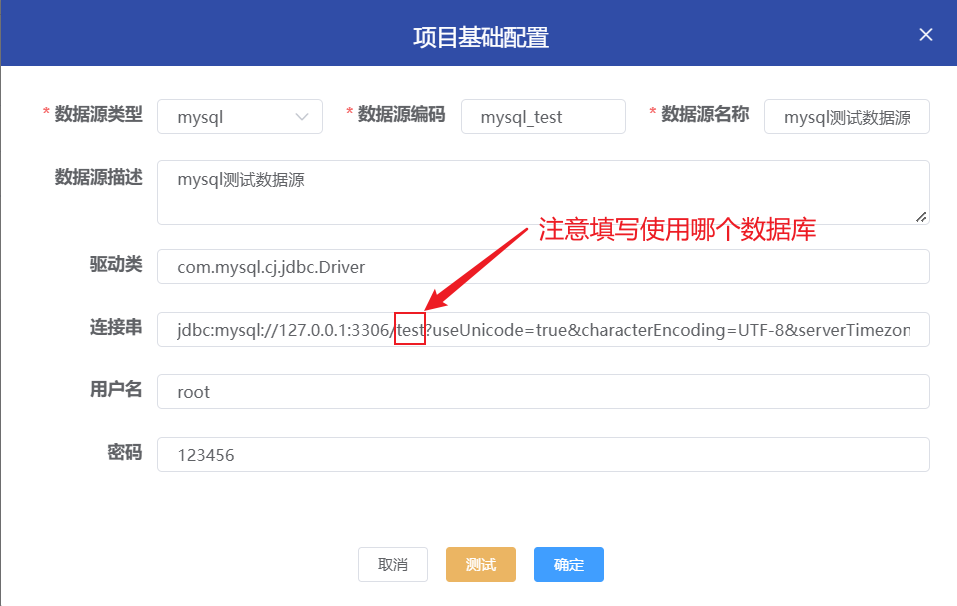 项目基础配置
* 数据源类型 mysql * 数据源编码 mysql_test * 数据源名称 mysql测试数据源
数据源描述 mysql测试数据源
注意填写使用哪个数据库
驱动类 com.mysql.cj.jdbc.Driver
连接串 jdbc:mysql://127.0.0.1:3306/test?useUnicode=true&characterEncoding=UTF-8&serverTimezon
用户名 root
密码 123456
取消 测试 确定